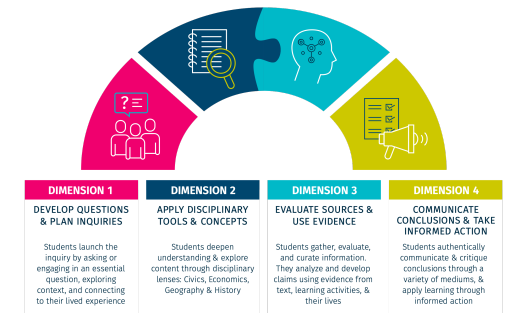 ?
DIMENSION 1
DEVELOP QUESTIONS
& PLAN INQUIRIES
Students launch the
inquiry by asking or
engaging in an essential
question, exploring
context, and connecting
to their lived experience
DIMENSION 2
APPLY DISCIPLINARY
TOOLS & CONCEPTS
Students deepen
understanding & explore
content through disciplinary
lenses: Civics, Economics,
Geography & History
DIMENSION 3
EVALUATE SOURCES &
USE EVIDENCE
Students gather, evaluate,
and curate information.
They analyze and develop
claims using evidence from
text, learning activities, &
their lives
DIMENSION 4
COMMUNICATE
CONCLUSIONS & TAKE
INFORMED ACTION
Students authentically
communicate & critique
conclusions through a
variety of mediums, &
apply learning through
informed action